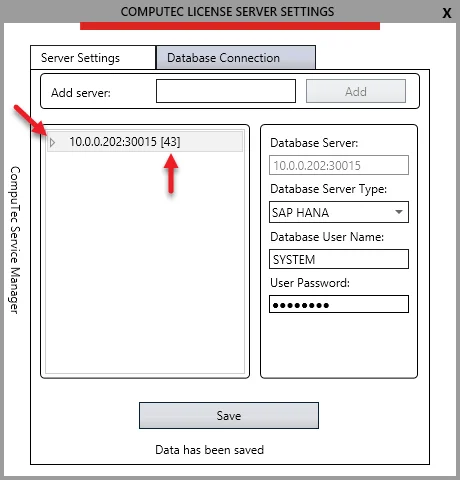 COMPUTEC LICENSE SERVER SETTINGS
X
Server Settings
Database Connection
Add server:
Add
10.0.0.202:30015 [43]
Database Server:
10.0.0.202:30015
Database Server Type:
SAP HANA
Database User Name:
SYSTEM
User Password:
●●●●●●●●
CompuTec Service Manager
Save
Data has been saved